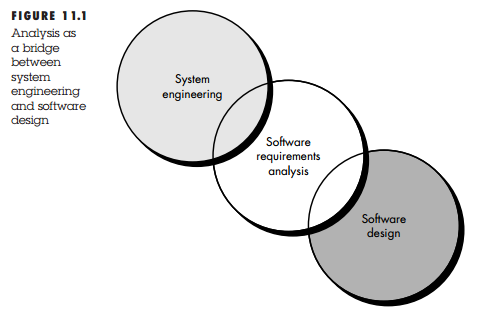 FIGURE 11.1
Analysis as
a bridge
between
system
engineering
and software
design
System
engineering
Software
requirements
analysis
Software
design